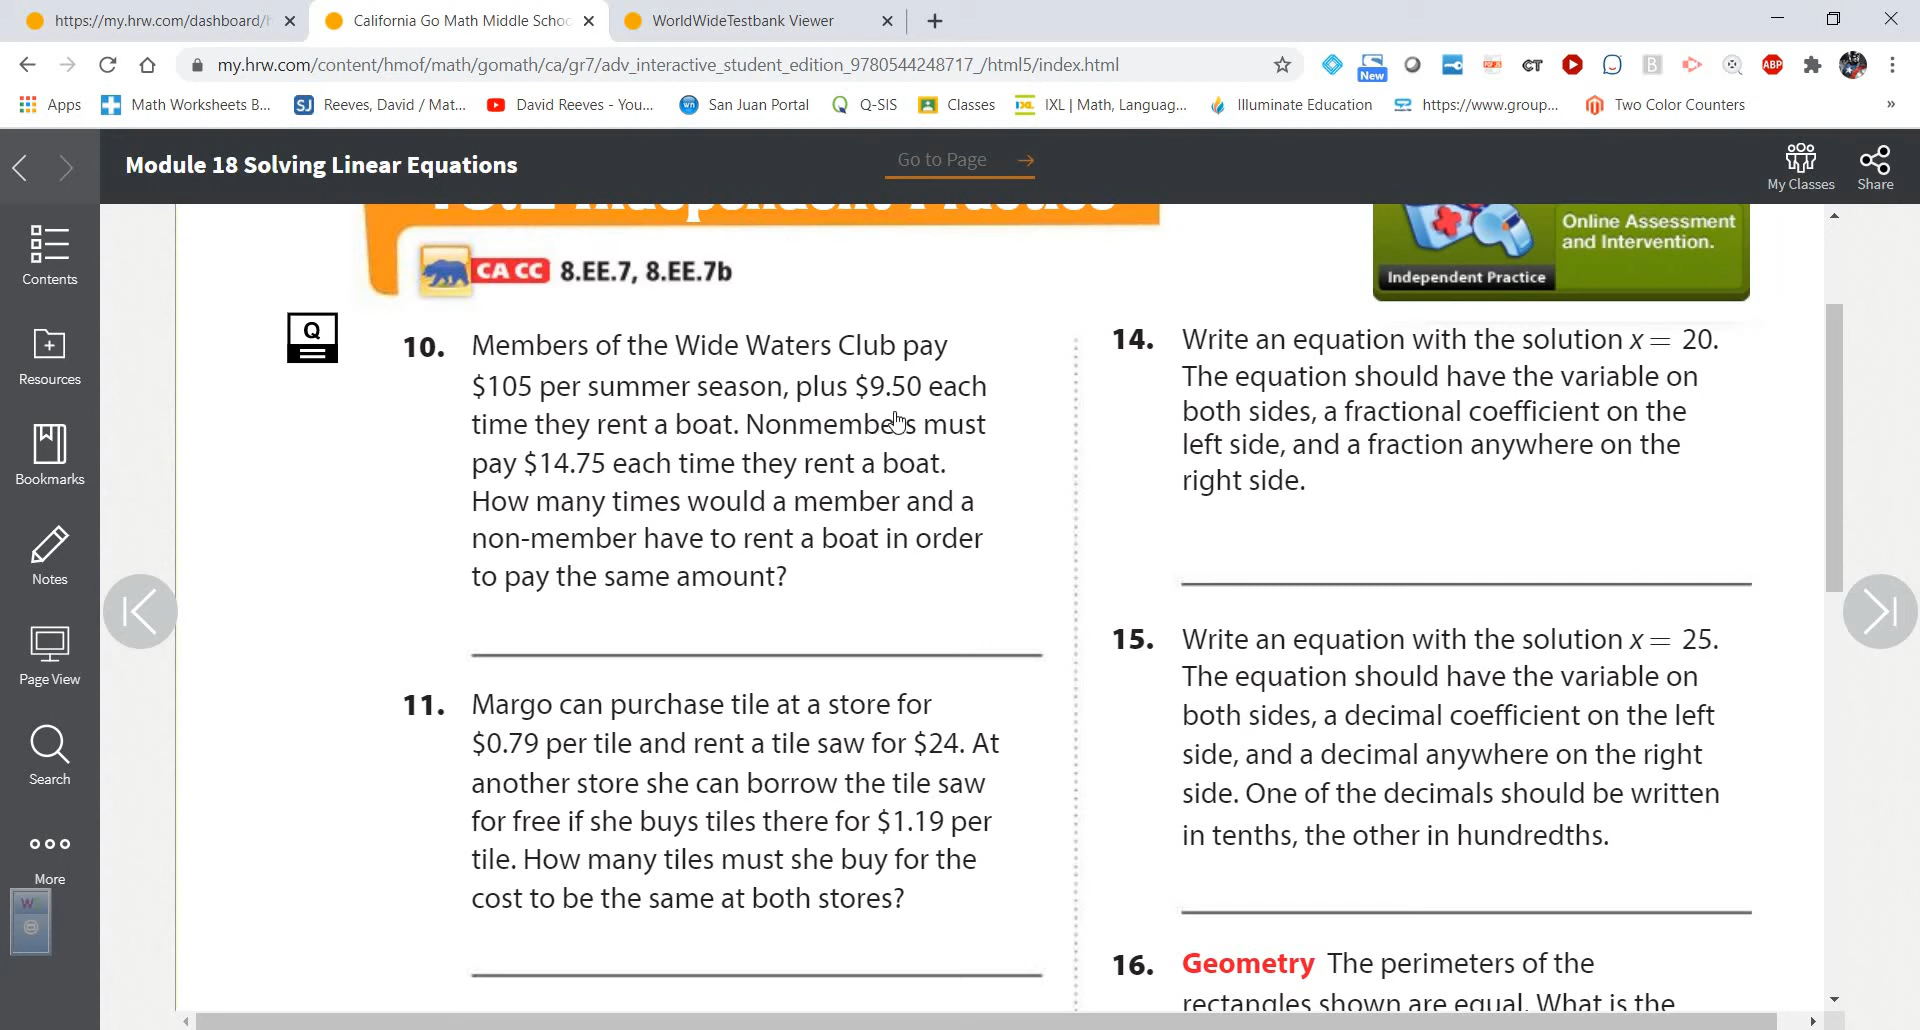 https://my.hrw.com/dashboard/
California Go Math Middle Schoo
WorldWideTestbank Viewer
my.hrw.com/content/hmof/math/gomath/ca/gr7/adv_interactive_student_edition_9780544248717_/html5/index.html
New
CT
B
ABP
Apps
Math Worksheets B...
SJ
Reeves, David / Mat...
David Reeves - You...
wn
San Juan Portal
Q-SIS
Classes
IXL | Math, Languag...
Illuminate Education
https://www.group...
Two Color Counters
»
Module 18 Solving Linear Equations
Go to Page
My Classes
Share
Contents
Resources
Bookmarks
Notes
Page View
Search
More
W
Independent Practice
CA CC 8.EE.7, 8.EE.7b
Online Assessment
and Intervention.
Independent Practice
Q
10. Members of the Wide Waters Club pay
$105 per summer season, plus $9.50 each
time they rent a boat. Nonmembers must
pay $14.75 each time they rent a boat.
How many times would a member and a
non-member have to rent a boat in order
to pay the same amount?
11. Margo can purchase tile at a store for
$0.79 per tile and rent a tile saw for $24. At
another store she can borrow the tile saw
for free if she buys tiles there for $1.19 per
tile. How many tiles must she buy for the
cost to be the same at both stores?
14. Write an equation with the solution x = 20.
The equation should have the variable on
both sides, a fractional coefficient on the
left side, and a fraction anywhere on the
right side.
15. Write an equation with the solution x = 25.
The equation should have the variable on
both sides, a decimal coefficient on the left
side, and a decimal anywhere on the right
side. One of the decimals should be written
in tenths, the other in hundredths.
16. Geometry The perimeters of the
rectangles shown are equal. What is the